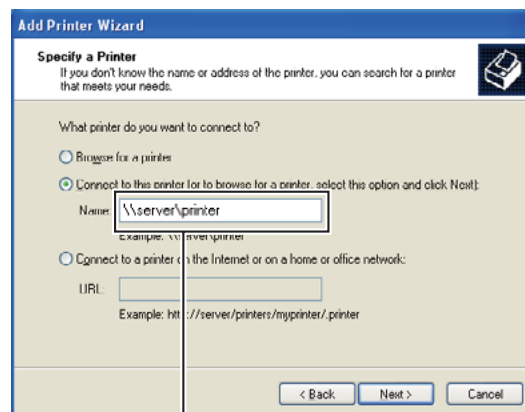 Add Printer Wizard
Specify a Printer
If you don't know the name or address of the printer, you can search for a printer
that meets your needs.
What printer do you want to connect to?
Browse for a printer
Connect to this printer (or to browse for a printer, select this option and click Next):
Name: \\server\printer
Example: \\server\printer
Connect to a printer on the Internet or on a home or office network:
URL:
Example: http://server/printers/myprinter/.printer
< Back
Next >
Cancel